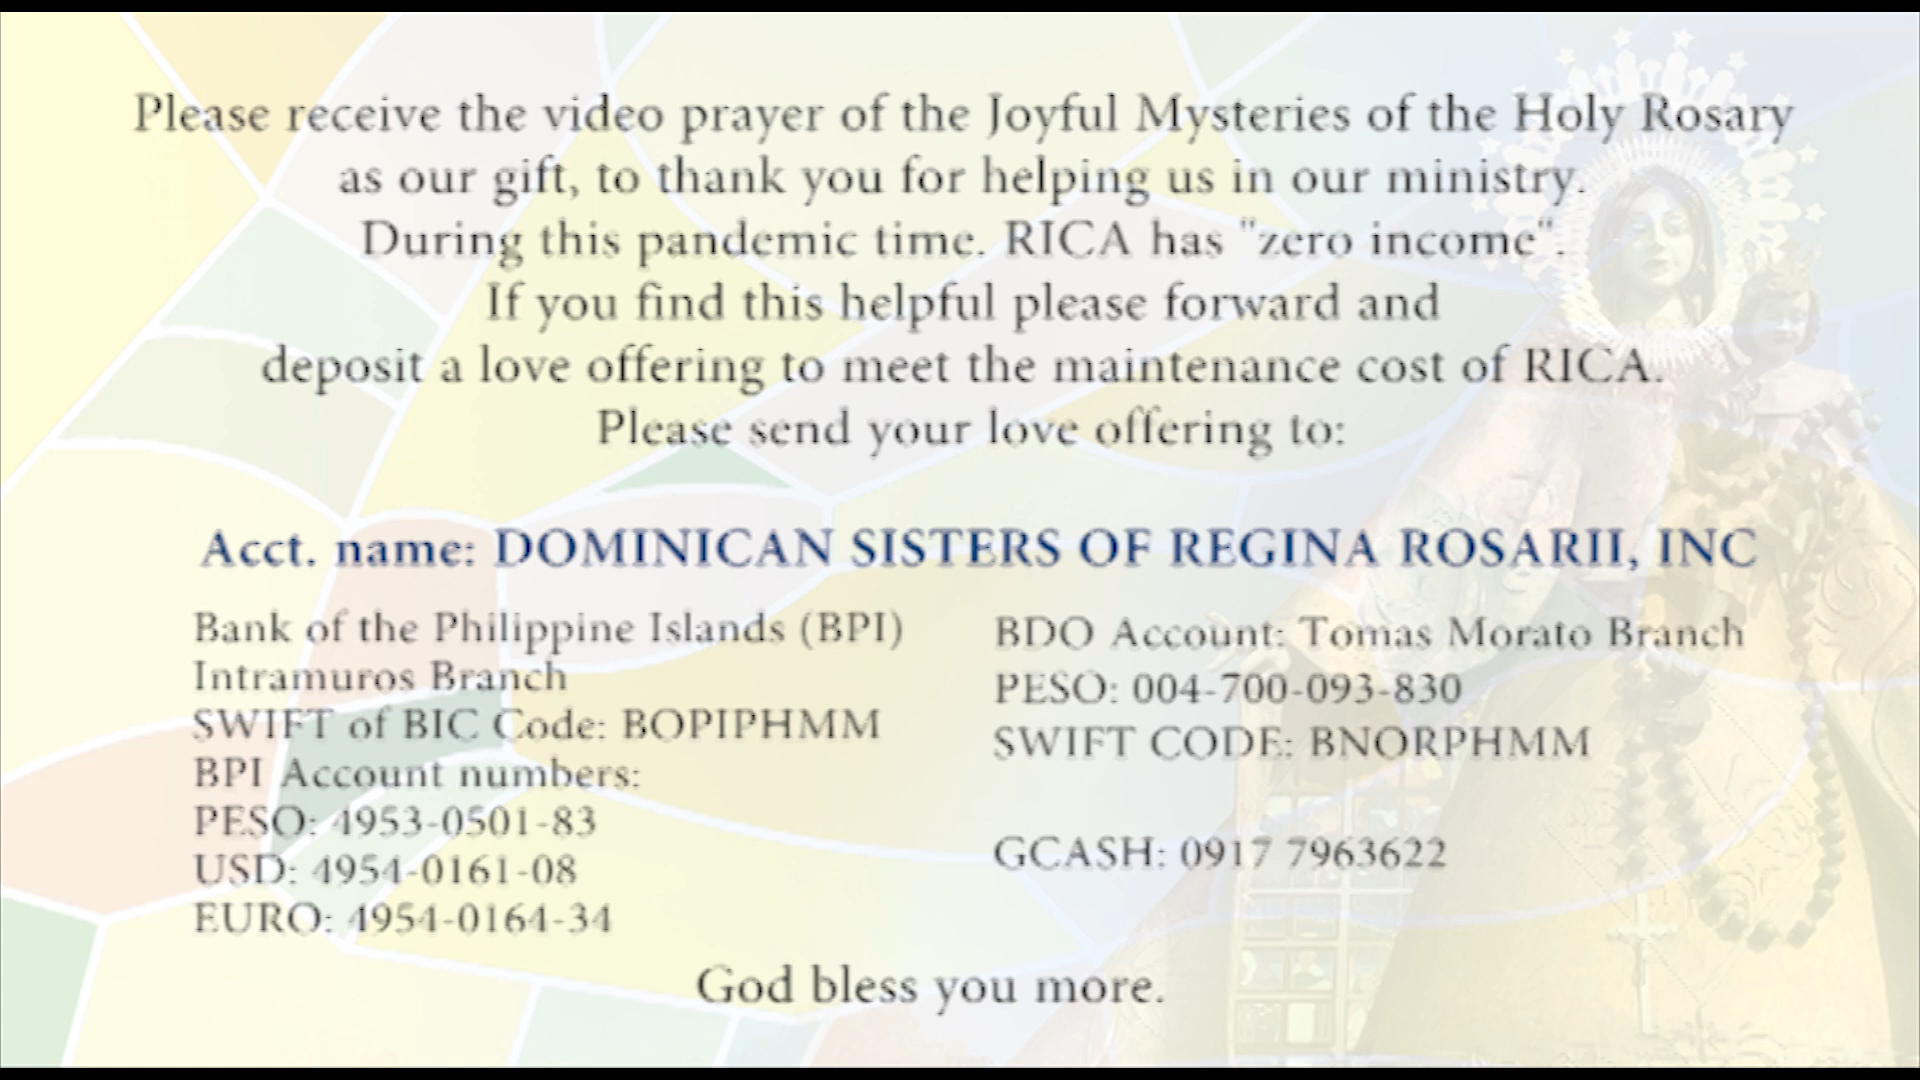 Please receive the video prayer of the Joyful Mysteries of the Holy Rosary
as our gift, to thank you for helping us in our ministry.
During this pandemic time. RICA has "zero income".
If you find this helpful please forward and
deposit a love offering to meet the maintenance cost of RICA.
Please send your love offering to:
Acct. name: DOMINICAN SISTERS OF REGINA ROSARII, INC
Bank of the Philippine Islands (BPI)
Intramuros Branch
SWIFT of BIC Code: BOPIPHMM
BPI Account numbers:
PESO: 4953-0501-83
USD: 4954-0161-08
EURO: 4954-0164-34
BDO Account: Tomas Morato Branch
PESO: 004-700-093-830
SWIFT CODE: BNORPHMM
GCASH: 0917 7963622
God bless you more.